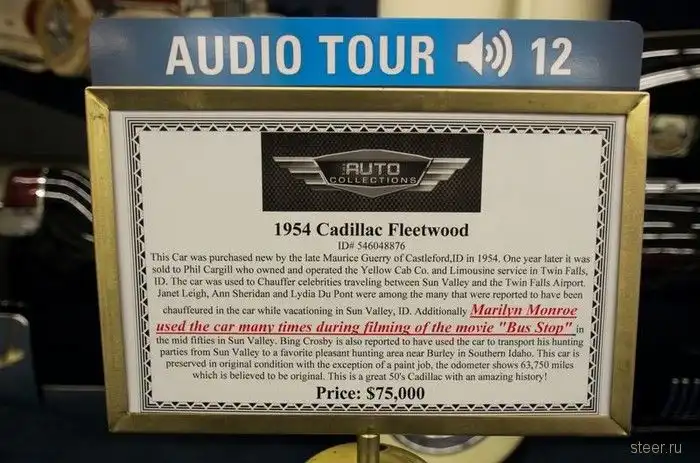 AUDIO TOUR 12
THE AUTO
COLLECTIONS
1954 Cadillac Fleetwood
ID# 546048876
This Car was purchased new by the late Maurice Guerry of Castleford,ID in 1954. One year later it was
sold to Phil Cargill who owned and operated the Yellow Cab Co. and Limousine service in Twin Falls,
ID. The car was used to Chauffer celebrities traveling between Sun Valley and the Twin Falls Airport.
Janet Leigh, Ann Sheridan and Lydia Du Pont were among the many that were reported to have been
chauffeured in the car while vacationing in Sun Valley, ID. Additionally Marilyn Monroe
used the car many times during filming of the movie "Bus Stop" in
the mid fifties in Sun Valley. Bing Crosby is also reported to have used the car to transport his hunting
parties from Sun Valley to a favorite pleasant hunting area near Burley in Southern Idaho. This car is
preserved in original condition with the exception of a paint job, the odometer shows 63,750 miles
which is believed to be original. This is a great 50's Cadillac with an amazing history!
Price: $75,000
steer.ru